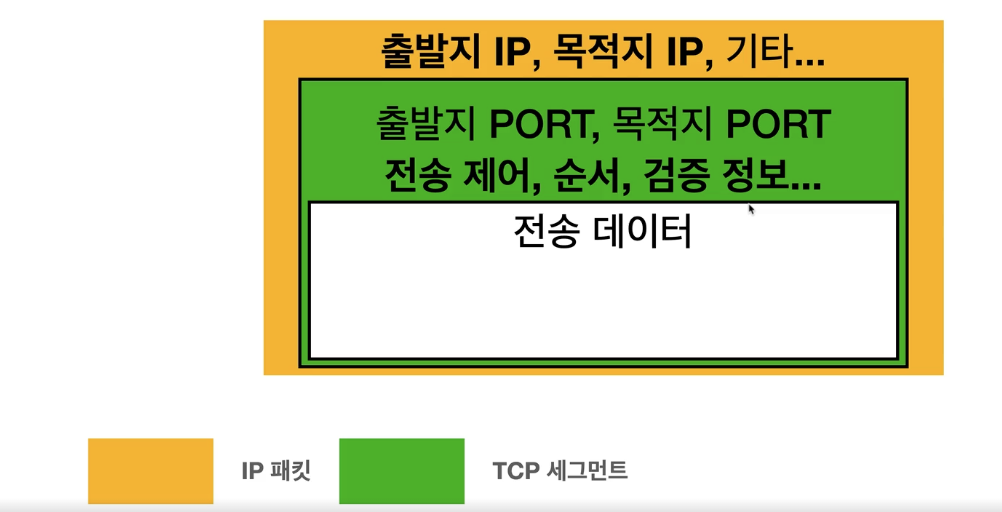 출발지 IP, 목적지 IP, 기타...
출발지 PORT, 목적지 PORT
전송 제어, 순서, 검증 정보...
전송 데이터
IP 패킷
TCP 세그먼트